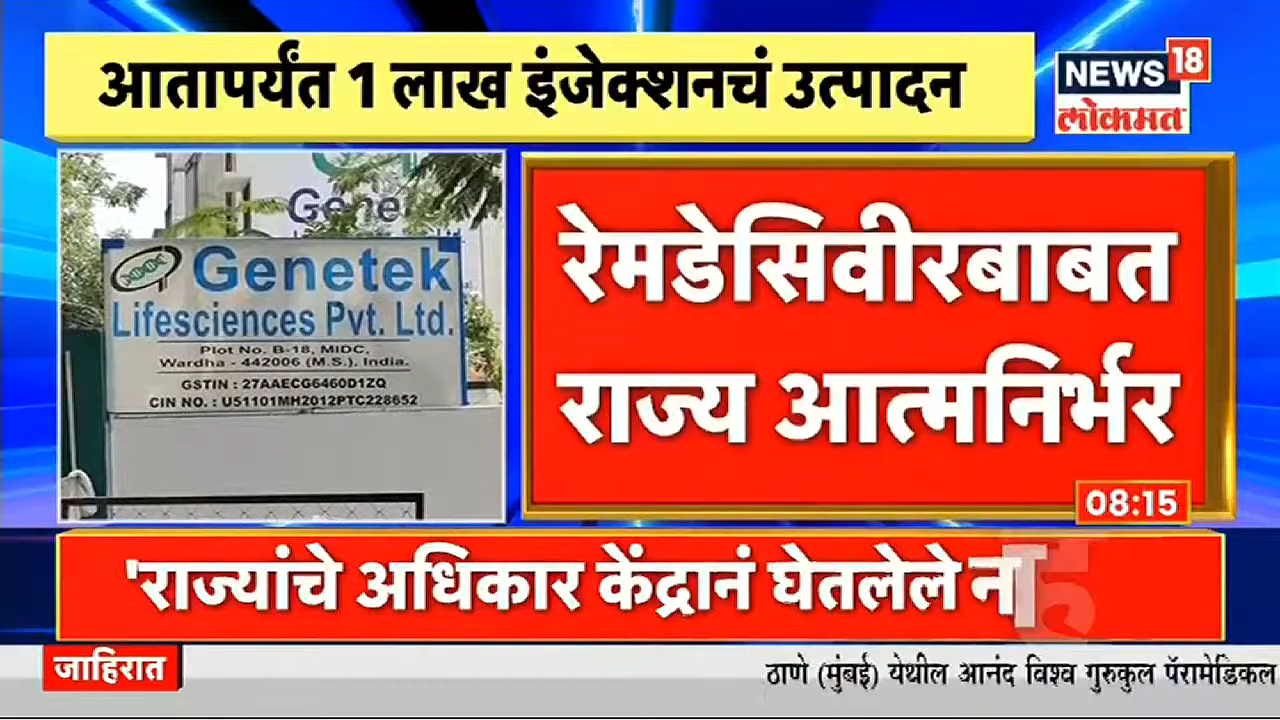 आतापर्यंत 1 लाख इंजेक्शनचं उत्पादन
NEWS 18
लोकमत
Genetek
Lifesciences Pvt. Ltd.
Plot No. B-18, MIDC,
Wardha - 442006 (M.S.), India.
GSTIN : 27AAECG6460D1ZQ
CIN NO. : U51101MH2012PTC228652
रेमडेसिवीरबाबत
राज्य आत्मनिर्भर
08:15
'राज्यांचे अधिकार केंद्रानं घेतलेले
जाहिरात
ठाणे (मुंबई) येथील आनंद विश्व गुरुकुल पॅरामेडिकल